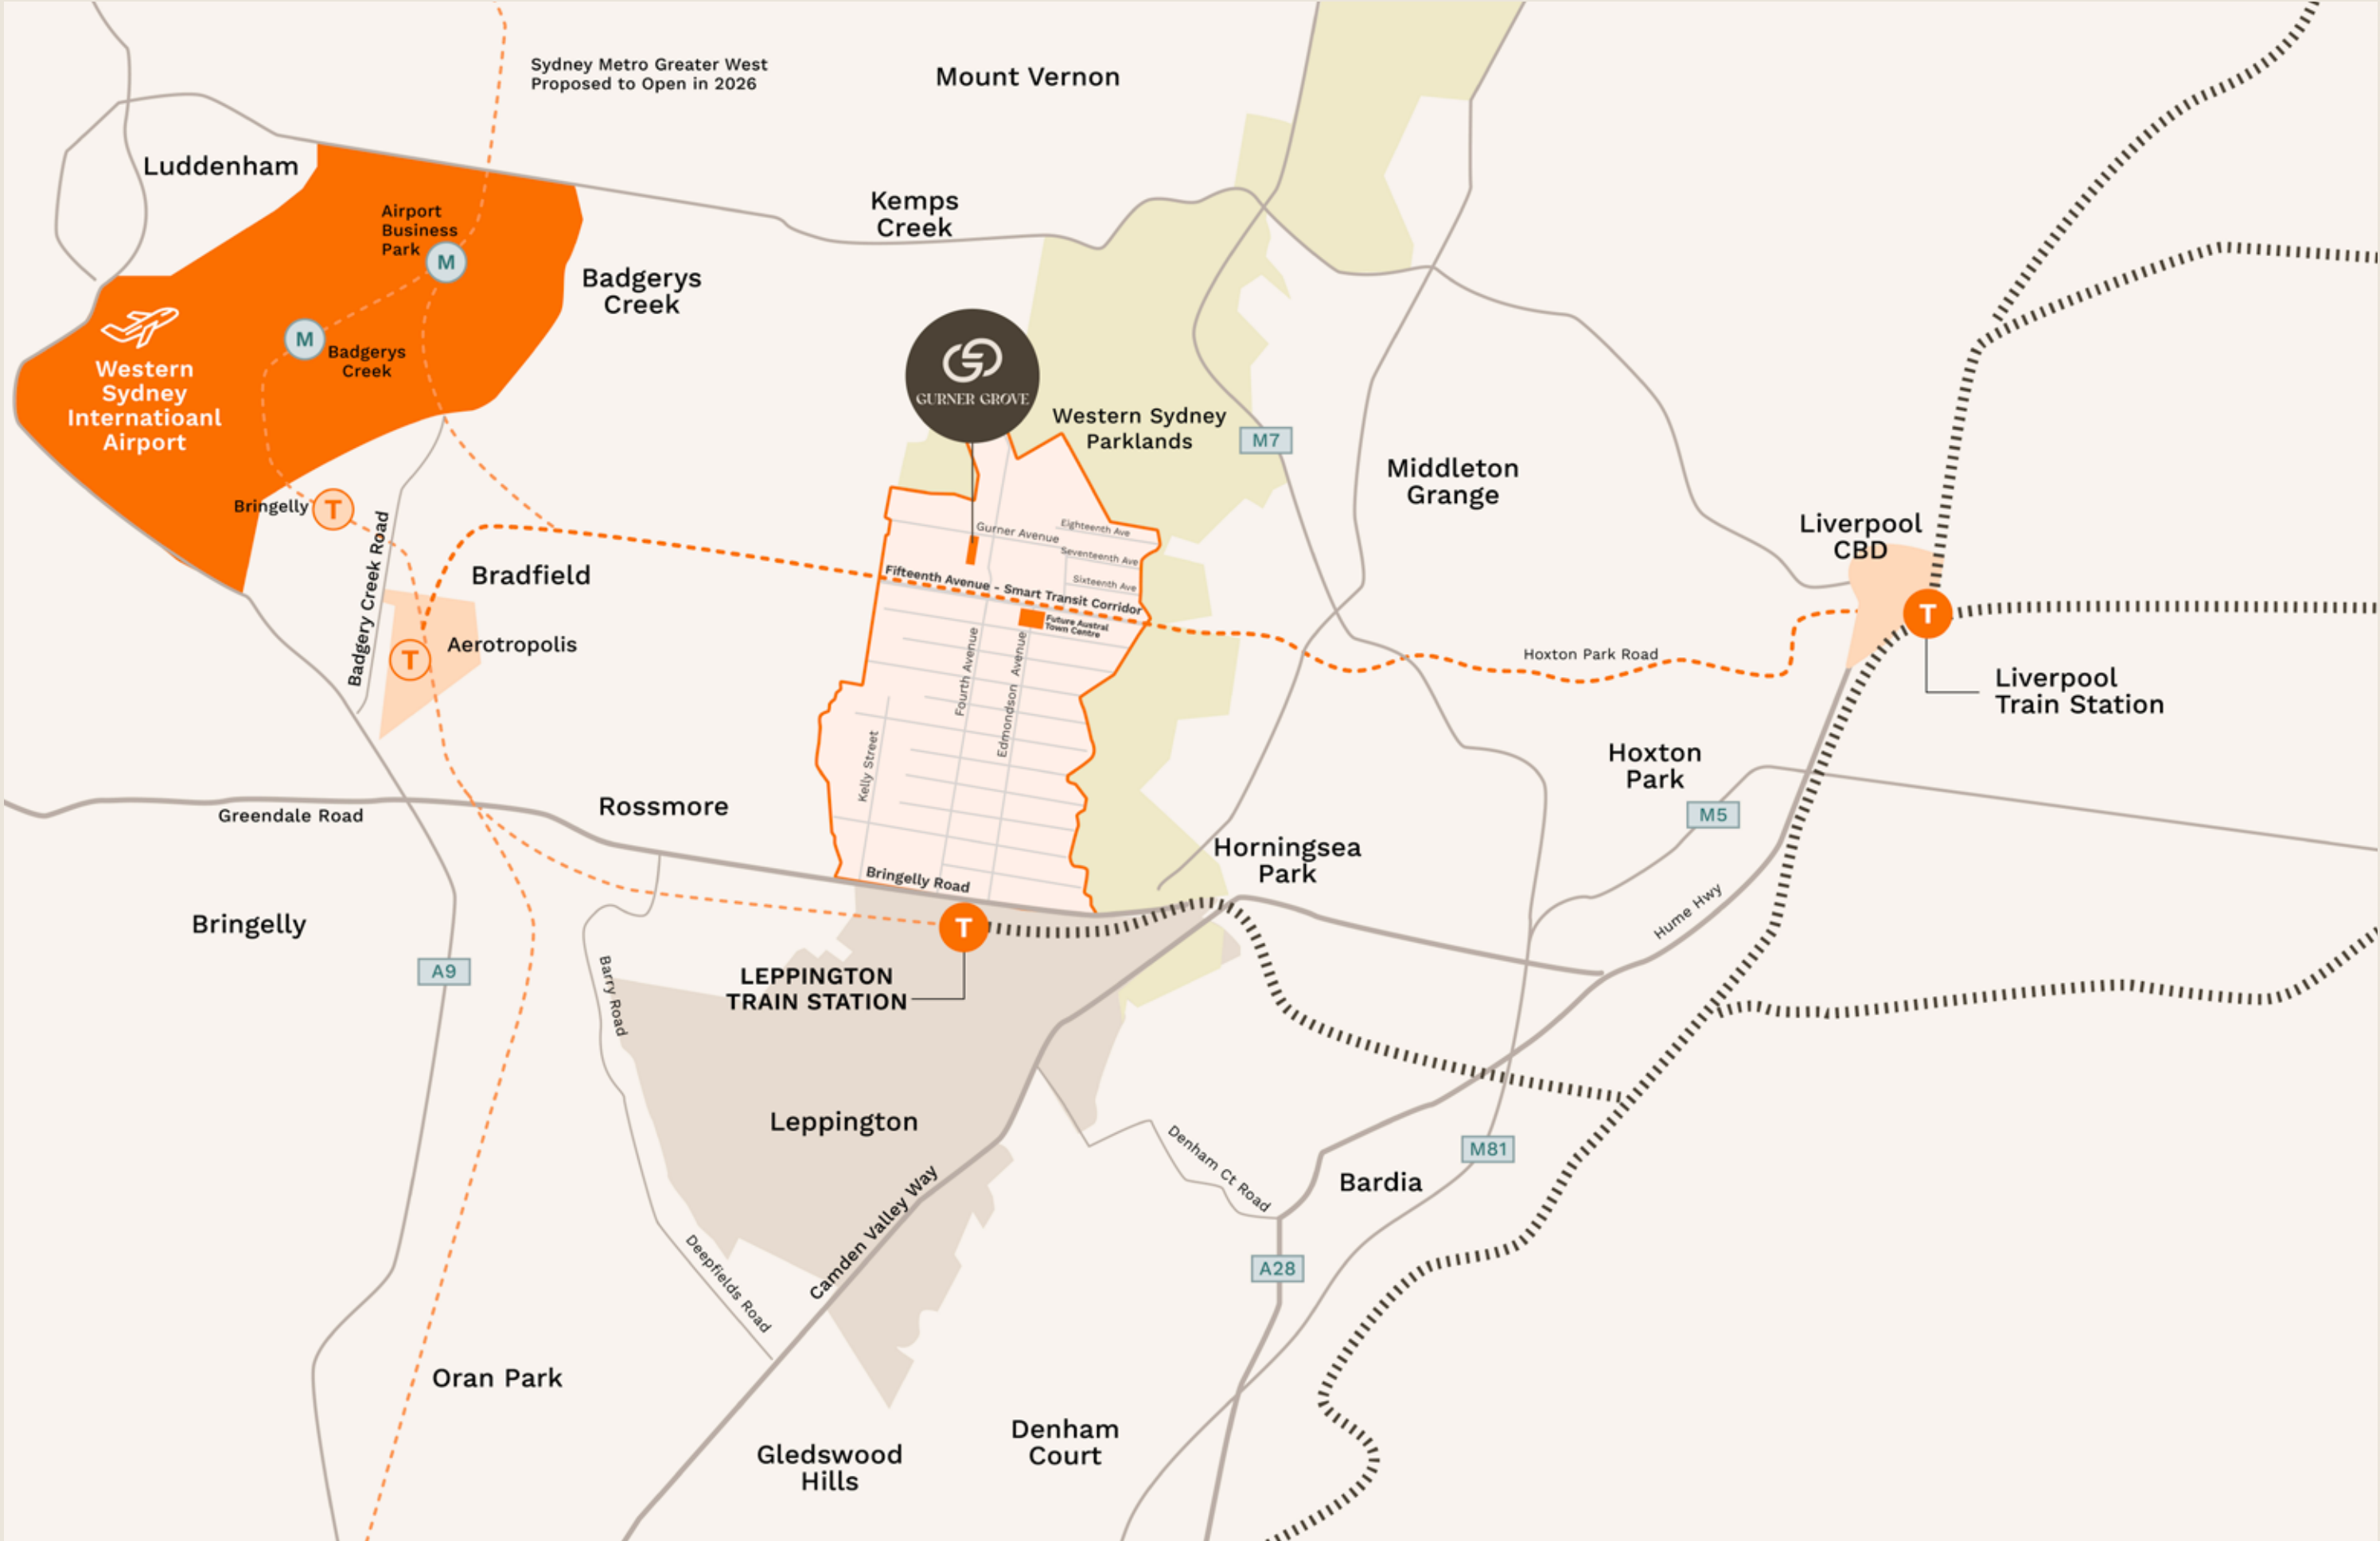 Sydney Metro Greater West
Proposed to Open in 2026
Mount Vernon
Luddenham
Airport
Business
Park
M
Kemps
Creek
Badgerys
Creek
M
Badgerys
Creek
Western
Sydney
Internatioanl
Airport
GURNER GROVE
Western Sydney
Parklands
M7
Middleton
Grange
Bringelly
T
Badgery Creek Road
Gurner Avenue
Eighteenth Ave
Seventeenth Ave
Sixteenth Ave
Fifteenth Avenue - Smart Transit Corridor
Future Austral
Town Centre
Liverpool
CBD
T
Liverpool
Train Station
Bradfield
Aerotropolis
T
Fourth Avenue
Edmondson Avenue
Kelly Street
Hoxton Park Road
Hoxton
Park
M5
Greendale Road
Rossmore
Bringelly Road
Horningsea
Park
Hume Hwy
Bringelly
A9
T
LEPPINGTON
TRAIN STATION
Barry Road
Leppington
Denham Ct Road
M81
Bardia
Camden Valley Way
Deepfields Road
A28
Oran Park
Gledswood
Hills
Denham
Court